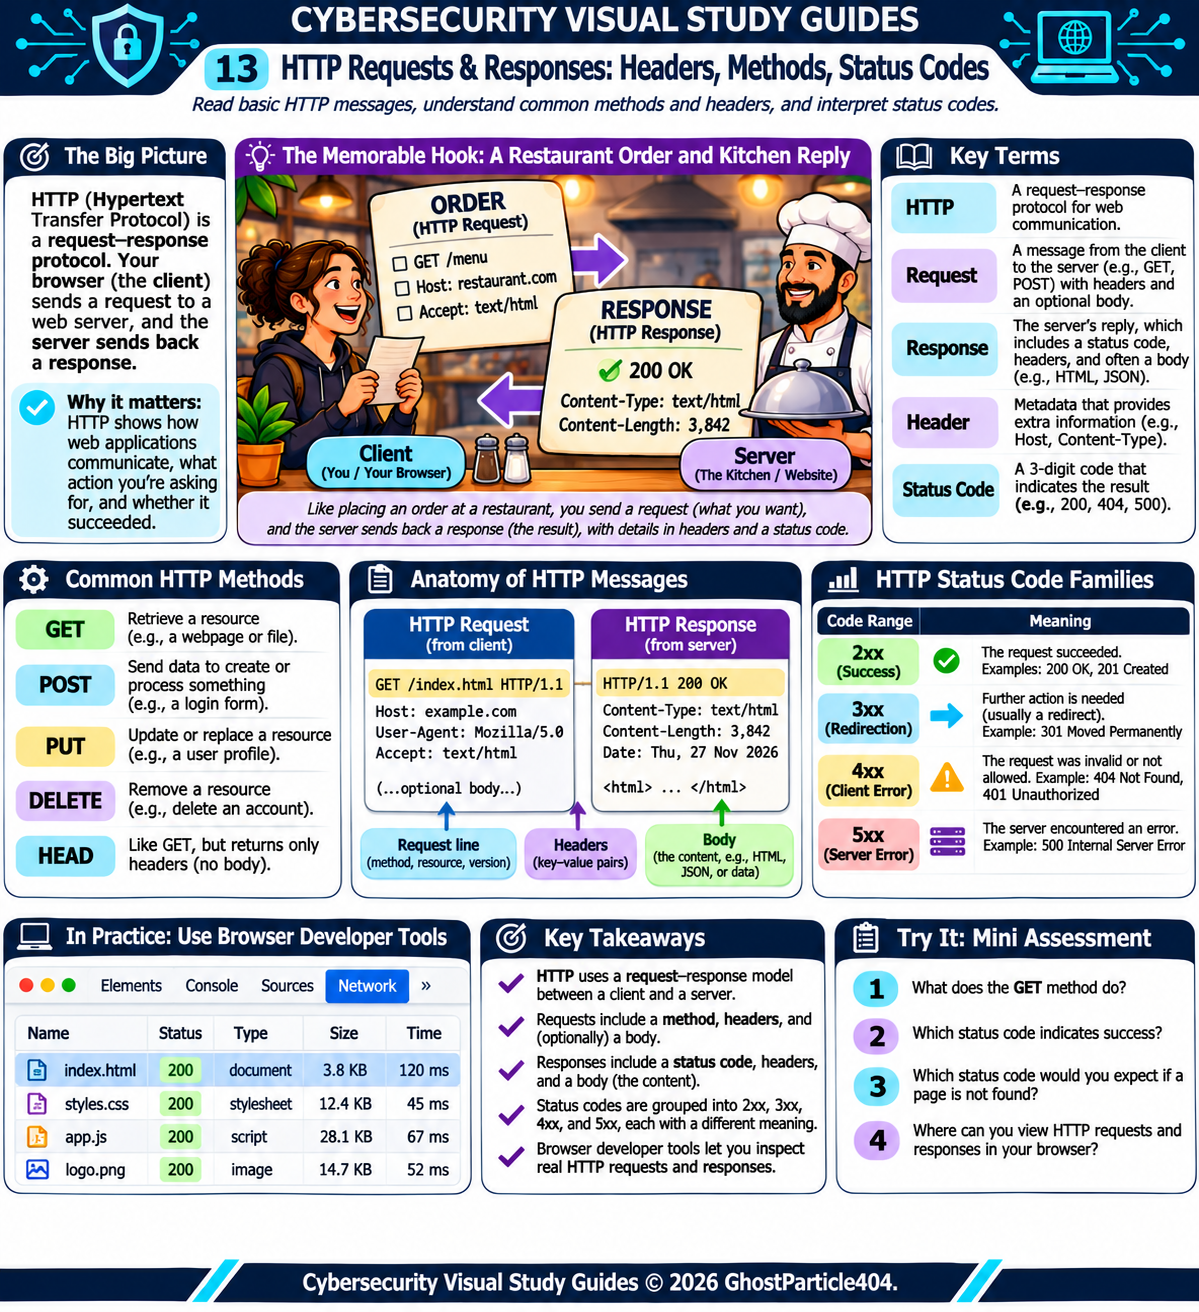 CYBERSECURITY VISUAL STUDY GUIDES
13 HTTP Requests & Responses: Headers, Methods, Status Codes
Read basic HTTP messages, understand common methods and headers, and interpret status codes.
The Big Picture
HTTP (Hypertext
Transfer Protocol) is
a request–response
protocol. Your
browser (the client)
sends a request to a
web server, and the
server sends back
a response.
Why it matters:
HTTP shows how
web applications
communicate, what
action you're asking
for, and whether it
succeeded.
The Memorable Hook: A Restaurant Order and Kitchen Reply
ORDER
(HTTP Request)
GET /menu
Host: restaurant.com
Accept: text/html
RESPONSE
(HTTP Response)
200 OK
Content-Type: text/html
Content-Length: 3,842
Client
(You / Your Browser)
Server
(The Kitchen / Website)
Like placing an order at a restaurant, you send a request (what you want),
and the server sends back a response (the result), with details in headers and a status code.
Key Terms
HTTP
A request–response
protocol for web
communication.
Request
A message from the client
to the server (e.g., GET,
POST) with headers and
an optional body.
Response
The server's reply, which
includes a status code,
headers, and often a body
(e.g., HTML, JSON).
Header
Metadata that provides
extra information (e.g.,
Host, Content-Type).
Status Code
A 3-digit code that
indicates the result
(e.g., 200, 404, 500).
Common HTTP Methods
GET
Retrieve a resource
(e.g., a webpage or file).
POST
Send data to create or
process something
(e.g., a login form).
PUT
Update or replace a resource
(e.g., a user profile).
DELETE
Remove a resource
(e.g., delete an account).
HEAD
Like GET, but returns only
headers (no body).
Anatomy of HTTP Messages
HTTP Request
(from client)
GET /index.html HTTP/1.1
Host: example.com
User-Agent: Mozilla/5.0
Accept: text/html
(...optional body...)
HTTP Response
(from server)
HTTP/1.1 200 OK
Content-Type: text/html
Content-Length: 3,842
Date: Thu, 27 Nov 2026
<html> ... </html>
Request line
(method, resource, version)
Headers
(key–value pairs)
Body
(the content, e.g., HTML,
JSON, or data)
HTTP Status Code Families
Code Range Meaning
2xx
(Success)
The request succeeded.
Examples: 200 OK, 201 Created
3xx
(Redirection)
Further action is needed
(usually a redirect).
Example: 301 Moved Permanently
4xx
(Client Error)
The request was invalid or not
allowed. Example: 404 Not Found,
401 Unauthorized
5xx
(Server Error)
The server encountered an error.
Example: 500 Internal Server Error
In Practice: Use Browser Developer Tools
Elements Console Sources Network »
Name Status Type Size Time
index.html 200 document 3.8 KB 120 ms
styles.css 200 stylesheet 12.4 KB 45 ms
app.js 200 script 28.1 KB 67 ms
logo.png 200 image 14.7 KB 52 ms
Key Takeaways
HTTP uses a request–response model
between a client and a server.
Requests include a method, headers, and
(optionally) a body.
Responses include a status code, headers,
and a body (the content).
Status codes are grouped into 2xx, 3xx,
4xx, and 5xx, each with a different meaning.
Browser developer tools let you inspect
real HTTP requests and responses.
Try It: Mini Assessment
1 What does the GET method do?
2 Which status code indicates success?
3 Which status code would you expect if a
page is not found?
4 Where can you view HTTP requests and
responses in your browser?
Cybersecurity Visual Study Guides © 2026 GhostParticle404.